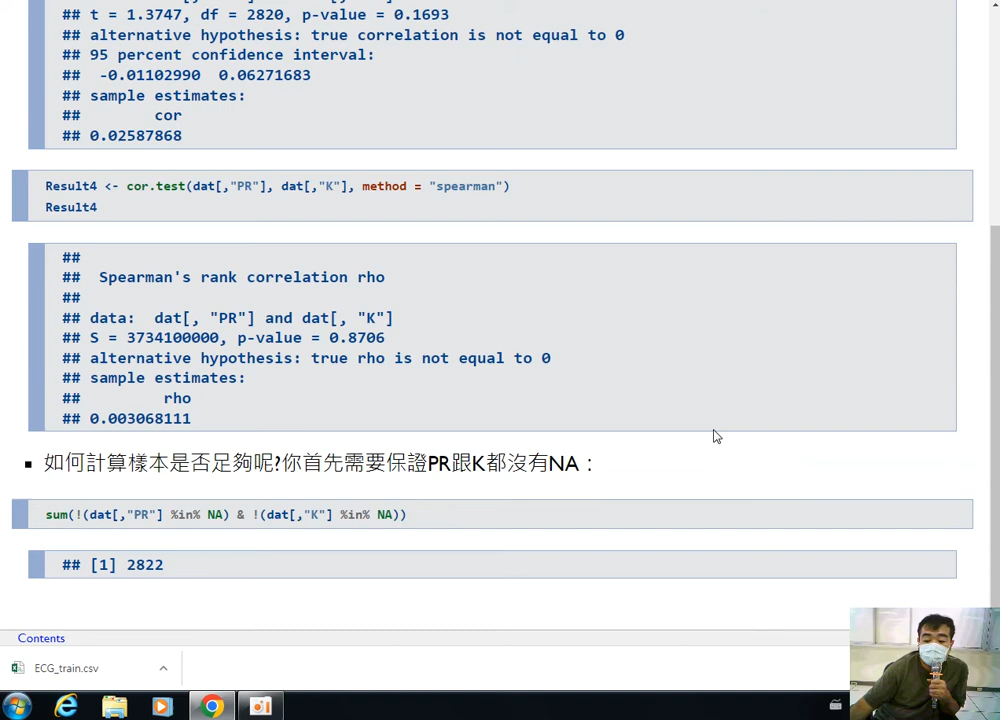 ## t = 1.3747, df = 2820, p-value = 0.1693
## alternative hypothesis: true correlation is not equal to 0
## 95 percent confidence interval:
##  -0.01102990  0.06271683
## sample estimates:
##        cor
## 0.02587868
Result4 <- cor.test(dat[,"PR"], dat[,"K"], method = "spearman")
Result4
##
##  Spearman's rank correlation rho
##
## data:  dat[, "PR"] and dat[, "K"]
## S = 3734100000, p-value = 0.8706
## alternative hypothesis: true rho is not equal to 0
## sample estimates:
##         rho
## 0.003068111
▪ 如何計算樣本是否足夠呢?你首先需要保證PR跟K都沒有NA：
sum(!(dat[,"PR"] %in% NA) & !(dat[,"K"] %in% NA))
## [1] 2822
Contents
ECG_train.csv